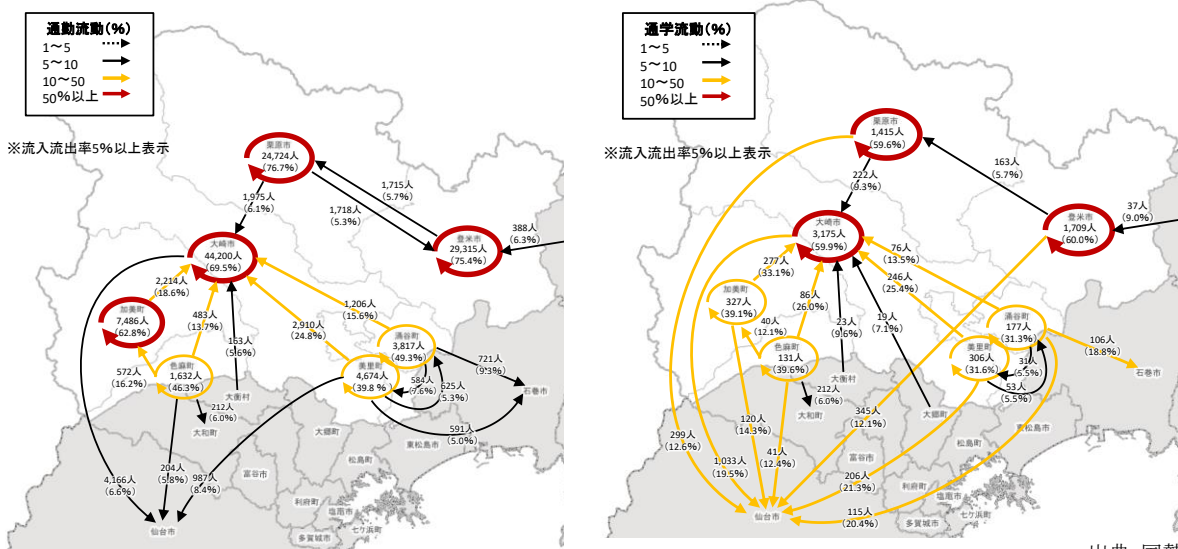 通勤流動(%)
1～5
5～10
10～50
50%以上
※流入流出率5%以上表示
栗原市
24,724人
(76.7%)
1,715人
(5.7%)
1,975人
(6.1%)
1,718人
(5.3%)
388人
(6.3%)
登米市
29,315人
(75.4%)
大崎市
44,200人
(69.5%)
2,214人
(18.6%)
加美町
7,486人
(62.8%)
483人
(13.7%)
1,206人
(15.6%)
2,910人
(24.8%)
163人
(5.6%)
涌谷町
3,817人
(49.3%)
721人
(9.3%)
石巻市
美里町
4,674人
(39.8 %)
584人
(7.6%)
625人
(5.3%)
572人
(16.2%)
色麻町
1,632人
(46.3%)
大衡村
212人
(6.0%)
大和町
591人
(5.0%)
大郷町
東松島市
松島町
富谷市
204人
(5.8%)
987人
(8.4%)
4,166人
(6.6%)
利府町
塩竈市
仙台市
七ケ浜町
多賀城市
通学流動(%)
1～5
5～10
10～50
50%以上
※流入流出率5%以上表示
栗原市
1,415人
(59.6%)
163人
(5.7%)
222人
(9.3%)
37人
(9.0%)
登米市
1,709人
(60.0%)
大崎市
3,175人
(59.9%)
76人
(13.5%)
277人
(33.1%)
246人
(25.4%)
加美町
327人
(39.1%)
86人
(26.0%)
23人
(9.6%)
19人
(7.1%)
涌谷町
177人
(31.3%)
106人
(18.8%)
石巻市
40人
(12.1%)
色麻町
131人
(39.6%)
美里町
306人
(31.6%)
31人
(5.5%)
53人
(5.5%)
大衡村
212人
(6.0%)
大和町
大郷町
345人
(12.1%)
東松島市
松島町
120人
(14.3%)
299人
(12.6%)
1,033人
(19.5%)
41人
(12.4%)
富谷市
206人
(21.3%)
利府町
塩竈市
115人
(20.4%)
仙台市
七ケ浜町
多賀城市